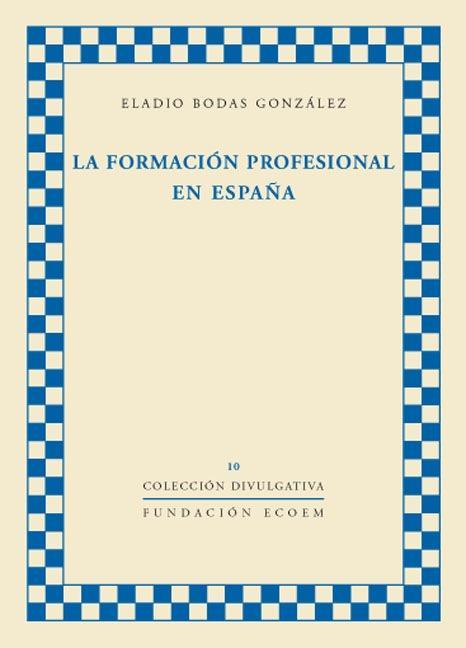 ELADIO BODAS GONZÁLEZ
LA FORMACIÓN PROFESIONAL
EN ESPAÑA
10
COLECCIÓN DIVULGATIVA
FUNDACIÓN ECOEM